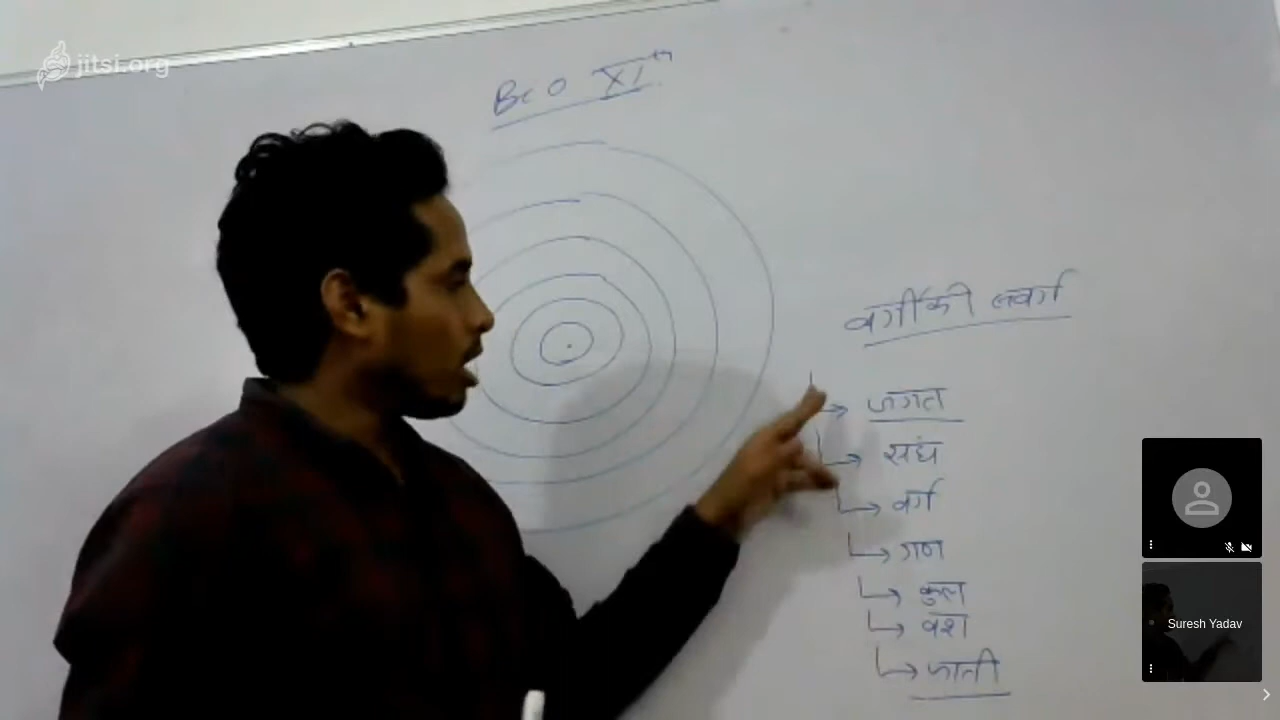 jitsi.org
Bio XIth
वर्गीकी
जगत
संघ
वर्ग
गण
कुल
वंश
जाती
Suresh Yadav